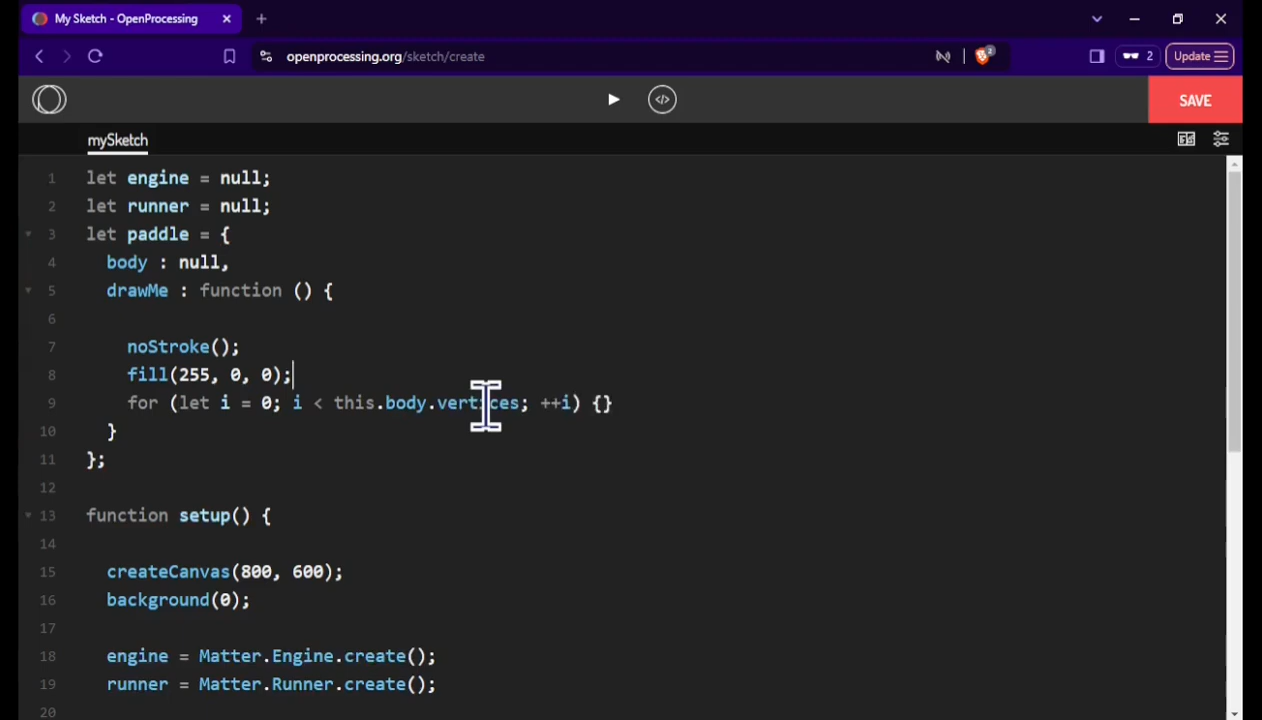 My Sketch - OpenProcessing
openprocessing.org/sketch/create
2
2
Update
SAVE
mySketch
1 let engine = null;
2 let runner = null;
3 let paddle = {
4 body : null,
5 drawMe : function () {
6
7 noStroke();
8 fill(255, 0, 0);
9 for (let i = 0; i < this.body.vertices; ++i) {}
10 }
11 };
12
13 function setup() {
14
15 createCanvas(800, 600);
16 background(0);
17
18 engine = Matter.Engine.create();
19 runner = Matter.Runner.create();
20